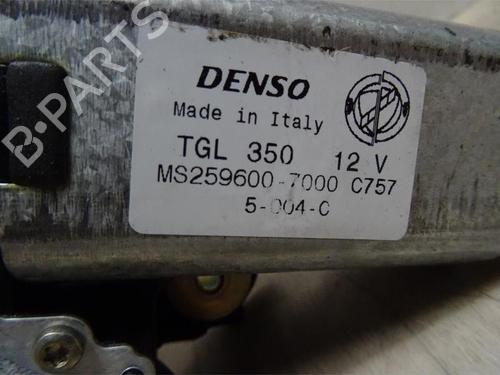 B-PARTS
DENSO
Made in Italy
TGL 350 12 V
MS259600-7000 C757
5-004-C